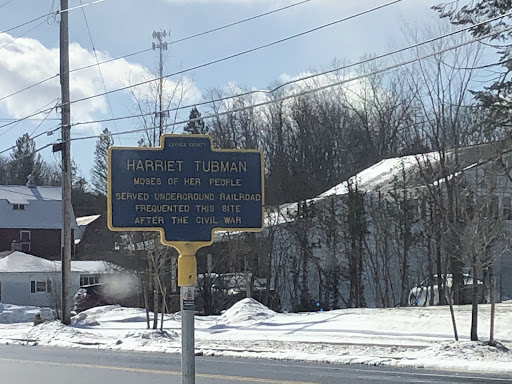 CAYUGA COUNTY
HARRIET TUBMAN
MOSES OF HER PEOPLE
SERVED UNDERGROUND RAILROAD
FREQUENTED THIS SITE
AFTER THE CIVIL WAR